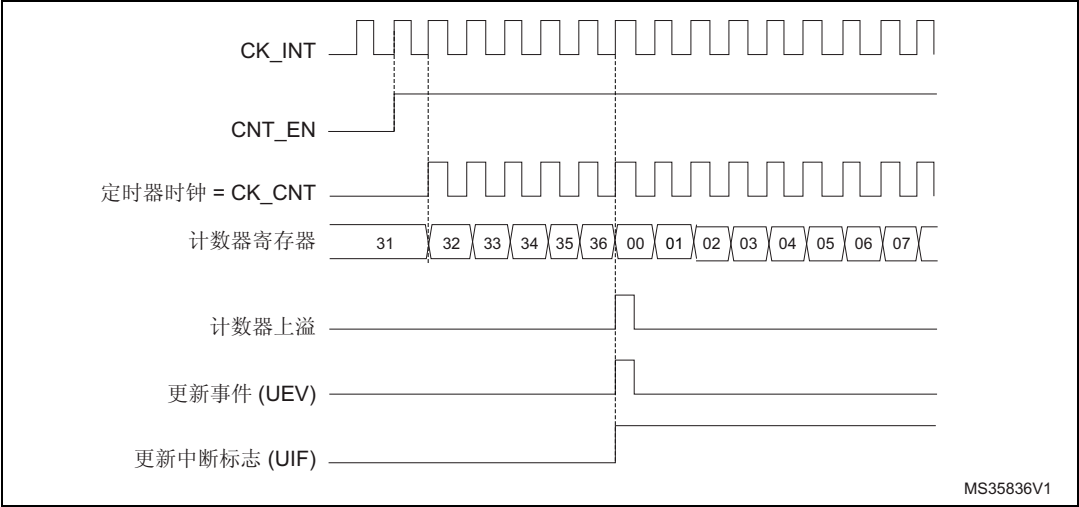 CK_INT
CNT_EN
定时器时钟 = CK_CNT
计数器寄存器 31 32 33 34 35 36 00 01 02 03 04 05 06 07
计数器上溢
更新事件 (UEV)
更新中断标志 (UIF)
MS35836V1